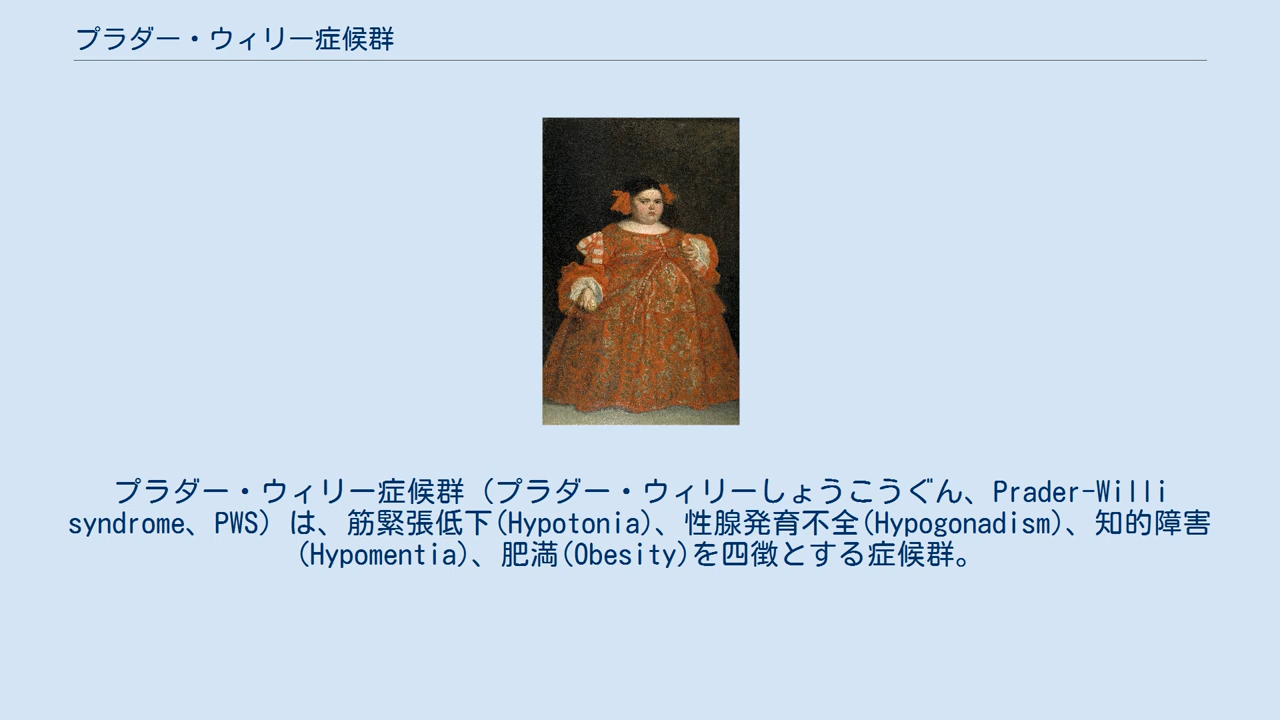 プラダー・ウィリー症候群
プラダー・ウィリー症候群（プラダー・ウィリーしょうこうぐん、Prader-Willi
syndrome、PWS）は、筋緊張低下(Hypotonia)、性腺発育不全(Hypogonadism)、知的障害
(Hypomentia)、肥満(Obesity)を四徴とする症候群。